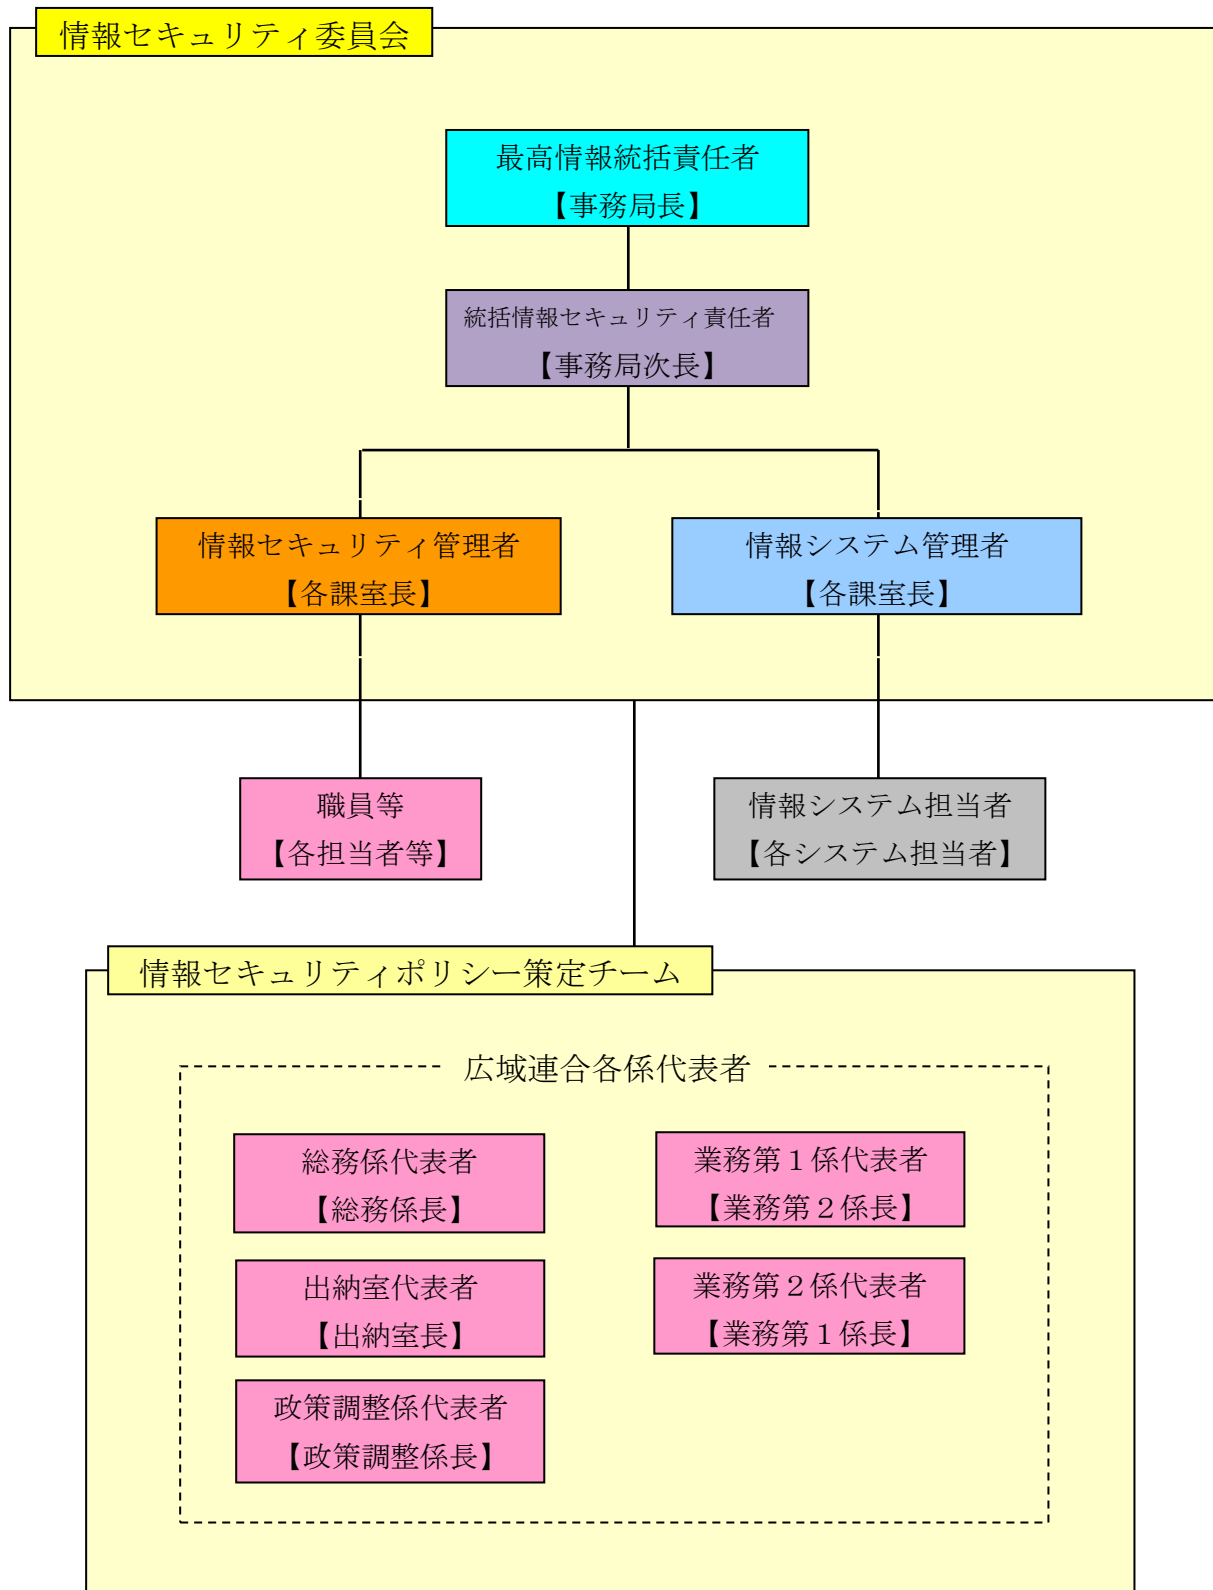 情報セキュリティ委員会
最高情報統括責任者
【事務局長】
統括情報セキュリティ責任者
【事務局次長】
情報セキュリティ管理者
【各課室長】
情報システム管理者
【各課室長】
職員等
【各担当者等】
情報システム担当者
【各システム担当者】
情報セキュリティポリシー策定チーム
広域連合各係代表者
総務係代表者
【総務係長】
業務第１係代表者
【業務第２係長】
出納室代表者
【出納室長】
業務第２係代表者
【業務第１係長】
政策調整係代表者
【政策調整係長】